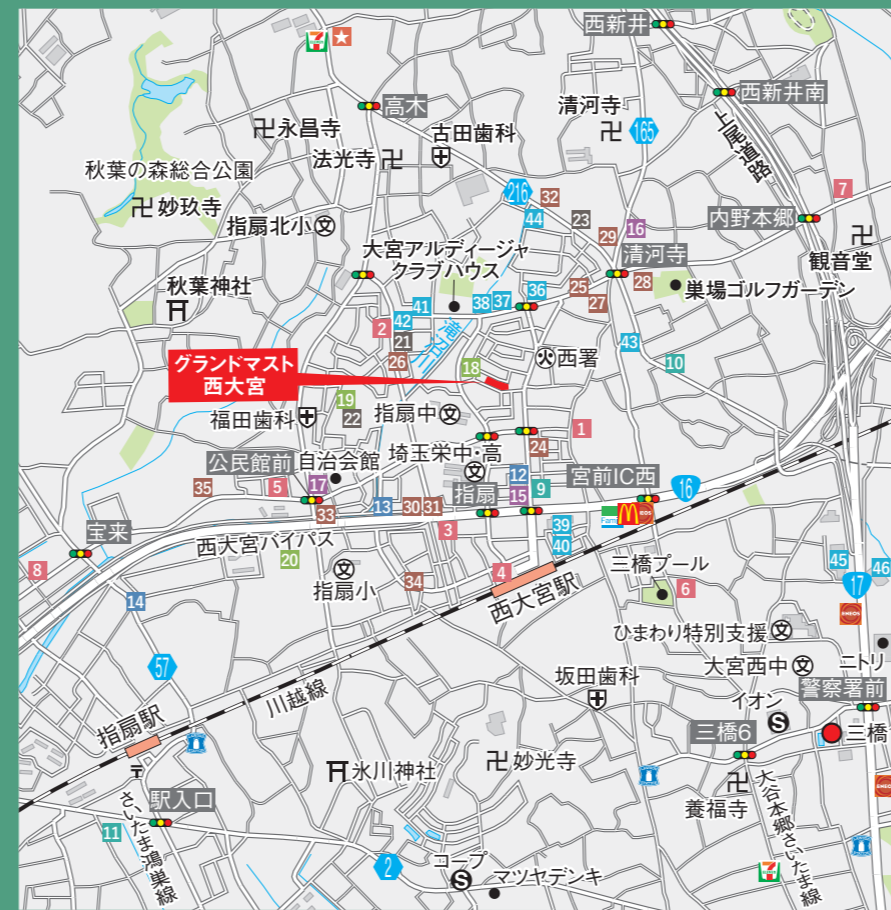 西新井
高木
西新井南
永昌寺
古田歯科
清河寺
165
法光寺
上尾道路
秋葉の森総合公園
妙玖寺
216
32
7
指扇北小
文
44
23
29
16
内野本郷
大宮アルディージャ
クラブハウス
清河寺
観音堂
秋葉神社
41
38
37
36
25
27
28
巣場ゴルフガーデン
2
42
21
26
滝沼川
43
グランドマスト
西大宮
18
火
西署
10
19
22
福田歯科
指扇中
文
1
公民館前
自治会館
埼玉栄中・高
文
24
12
宮前IC西
16
35
5
17
33
13
30
31
指扇
15
9
Fam
ENEOS
宝来
西大宮バイパス
3
39
40
8
20
指扇小
文
34
4
西大宮駅
三橋プール
6
45
17
46
14
ENEOS
57
ひまわり特別支援
文
大宮西中
文
ニトリ
指扇駅
川越線
坂田歯科
イオン
S
警察署前
三橋6
三橋
氷川神社
妙光寺
養福寺
ENEOS
駅入口
11
さいたま鴻巣線
2
コープ
S
マツヤデンキ
大谷本郷さいたま線